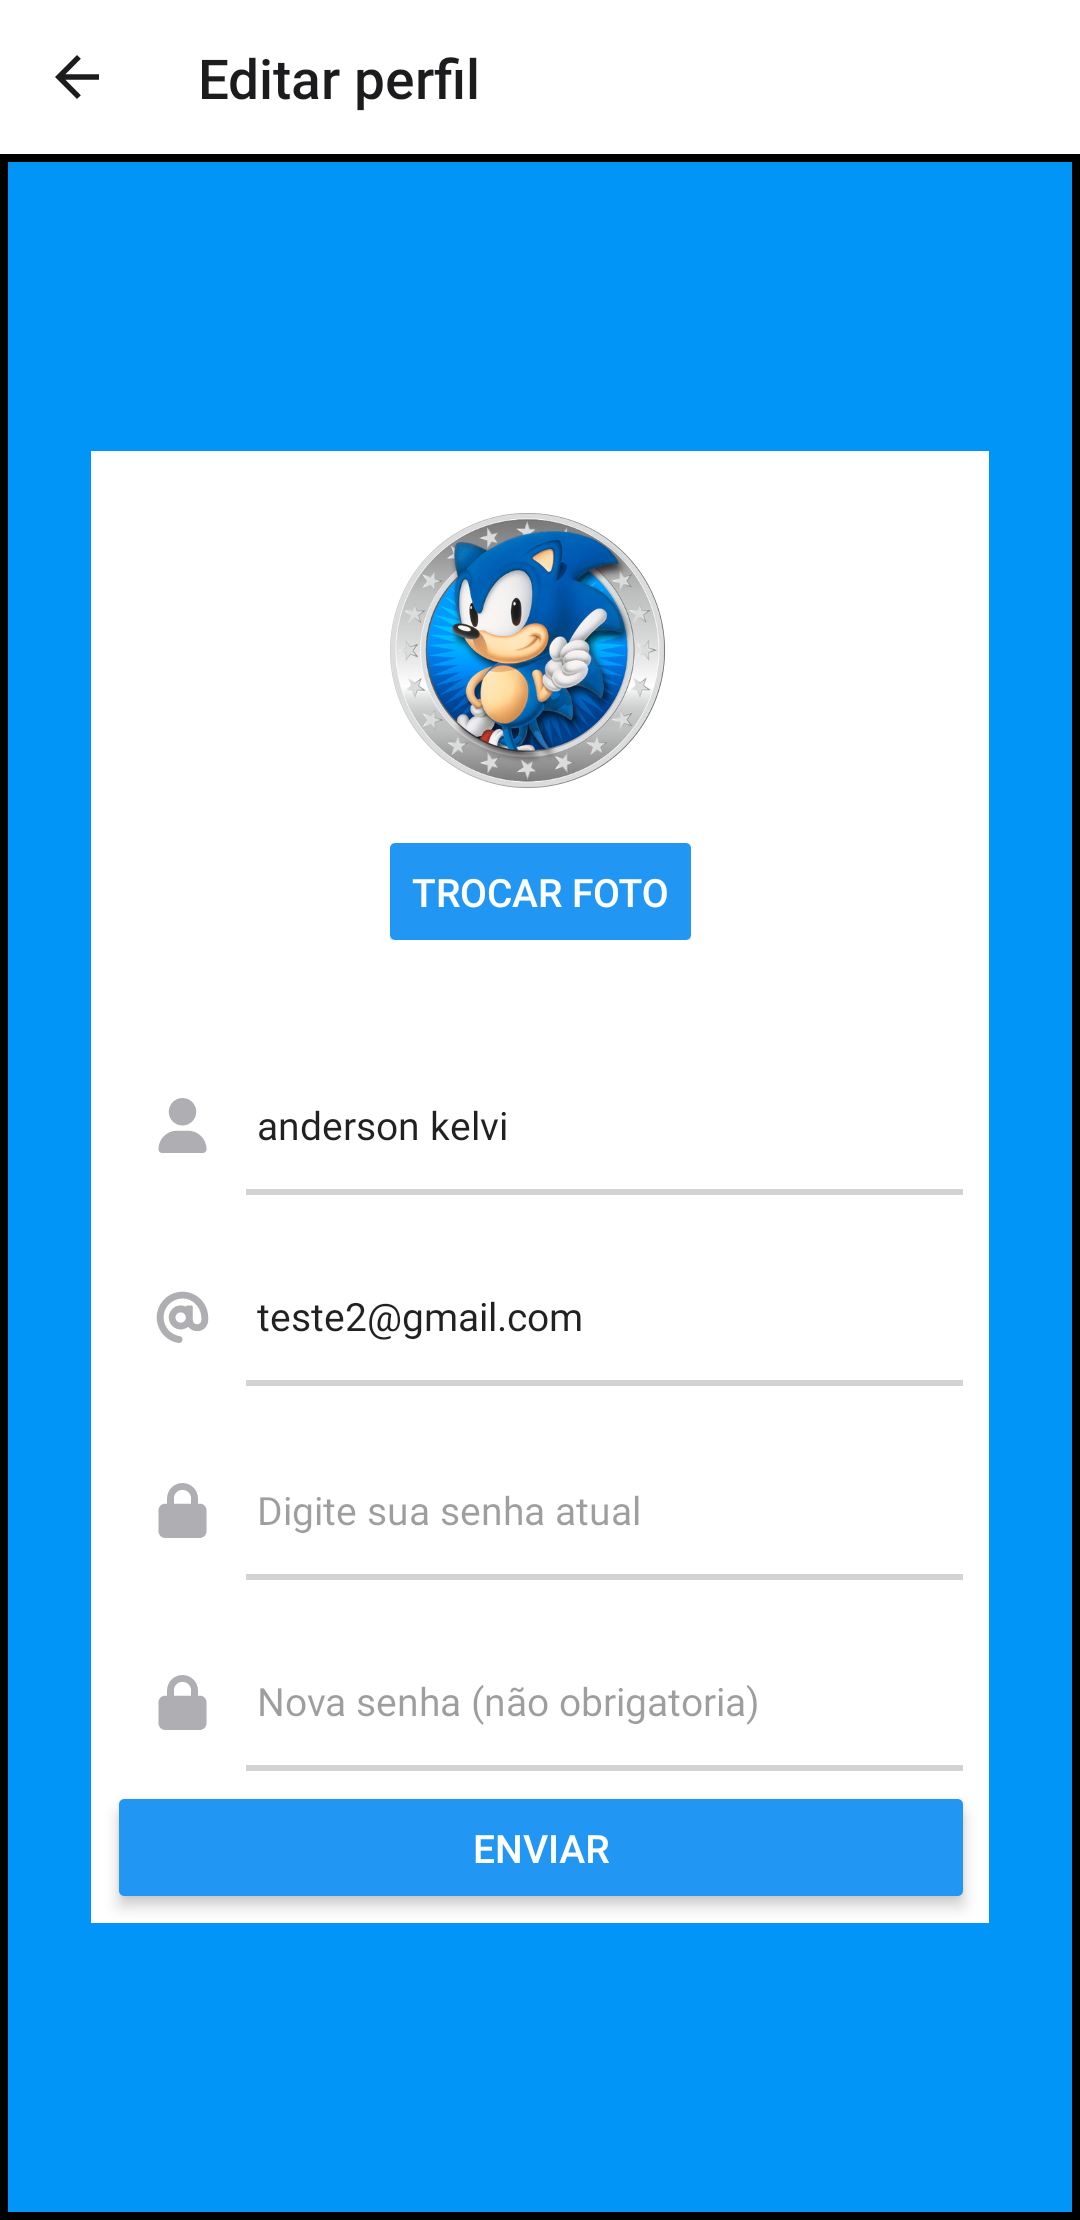 Editar perfil
TROCAR FOTO
anderson kelvi
teste2@gmail.com
Digite sua senha atual
Nova senha (não obrigatoria)
ENVIAR